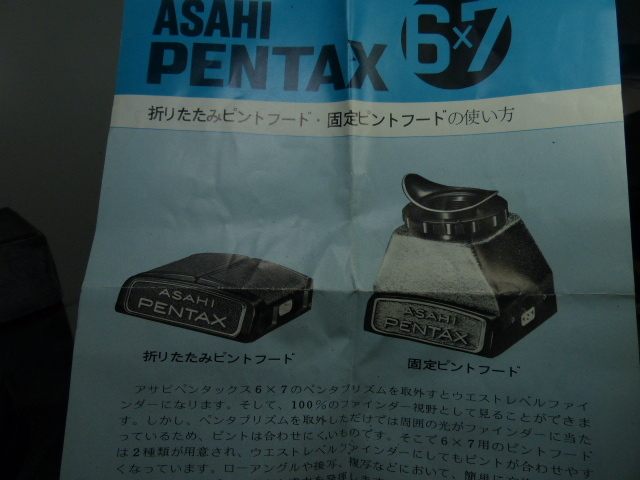 ASAHI
PENTAX 6×7
折りたたみピントフード・固定ピントフードの使い方
ASAHI
PENTAX
ASAHI
PENTAX
折りたたみピントフード
固定ピントフード
アサヒペンタックス6×7のペンタプリズムを取外すとウエストレベルファイ
ンダーになります。そして、100%のファインダー視野として見ることができま
す。しかし、ペンタプリズムを取外しただけでは周囲の光がファインダーに当た
っているため、ピントは合わせにくいものです。そこで6×7用のピントフード
は2種類が用意され、ウエストレベルファインダーにしてもピントが合わせやす
くなっています。ローアングルや接写、複写などにおいて、簡単に